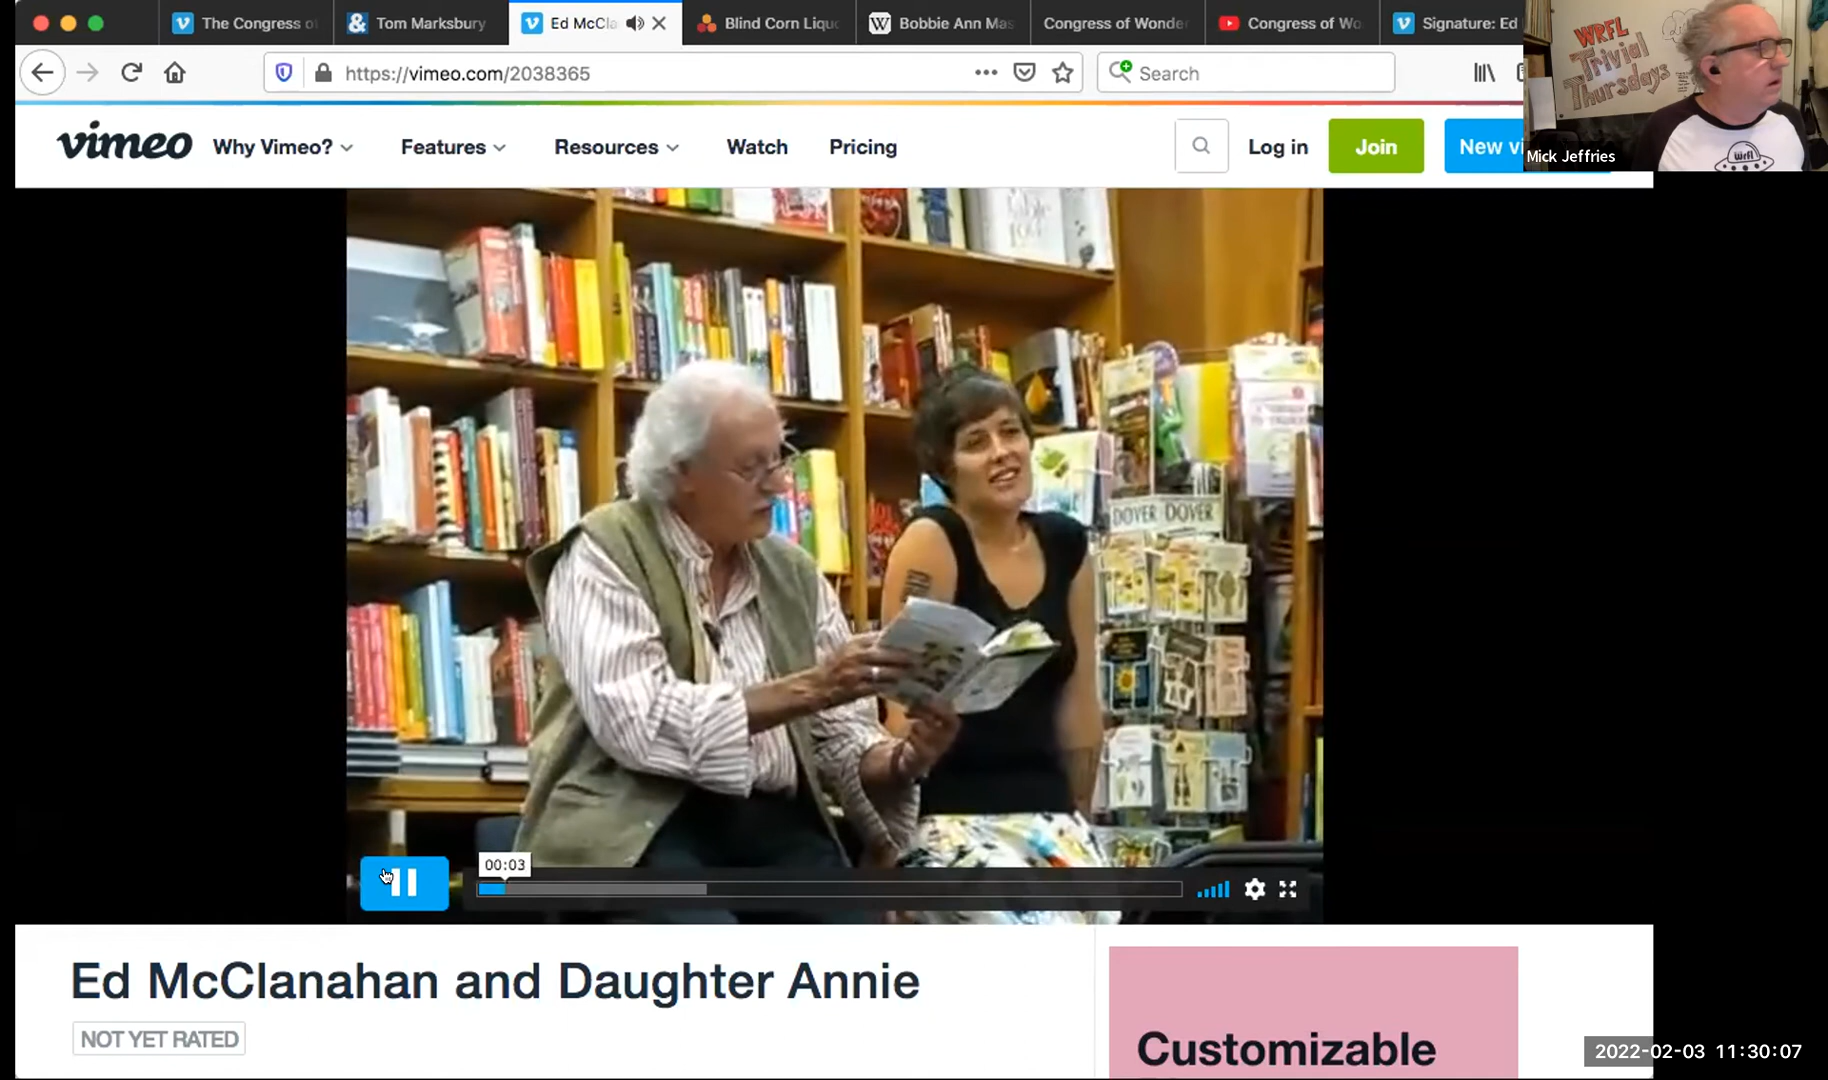 The Congress o
Tom Marksbury
Ed McCla
Blind Corn Liqu
Bobbie Ann Mas
Congress of Wonder
Congress of Wo
Signature: Ed
https://vimeo.com/2038365
Search
WRFL
Trivial
Thursdays
wrfl
Mick Jeffries
vimeo
Why Vimeo?
Features
Resources
Watch
Pricing
Log in
Join
New vi
DOVER DOVER
00:03
Ed McClanahan and Daughter Annie
NOT YET RATED
Customizable
2022-02-03 11:30:07